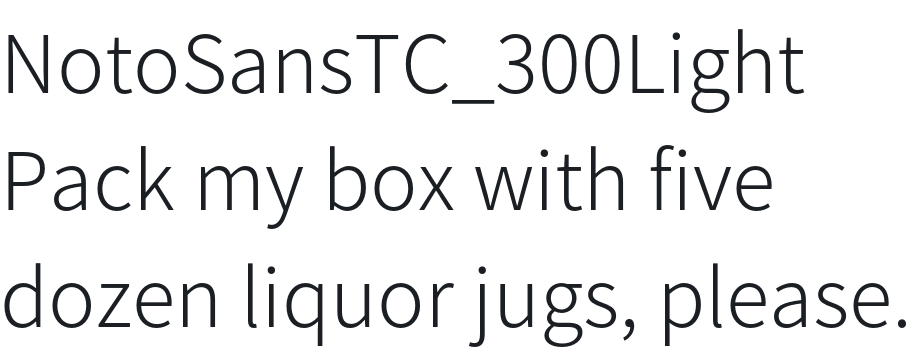 NotoSansTC_300Light
Pack my box with five
dozen liquor jugs, please.